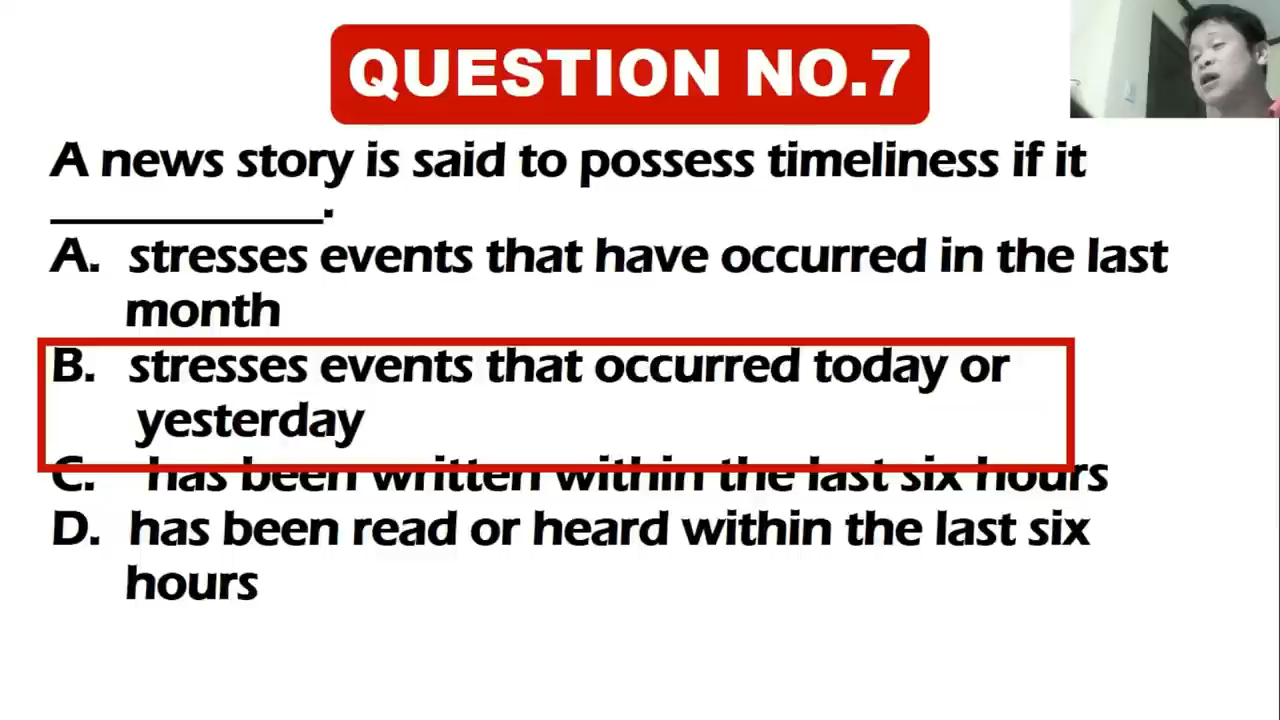 QUESTION NO.7
A news story is said to possess timeliness if it
___________.
A. stresses events that have occurred in the last
month
B. stresses events that occurred today or
yesterday
C. has been written within the last six hours
D. has been read or heard within the last six
hours